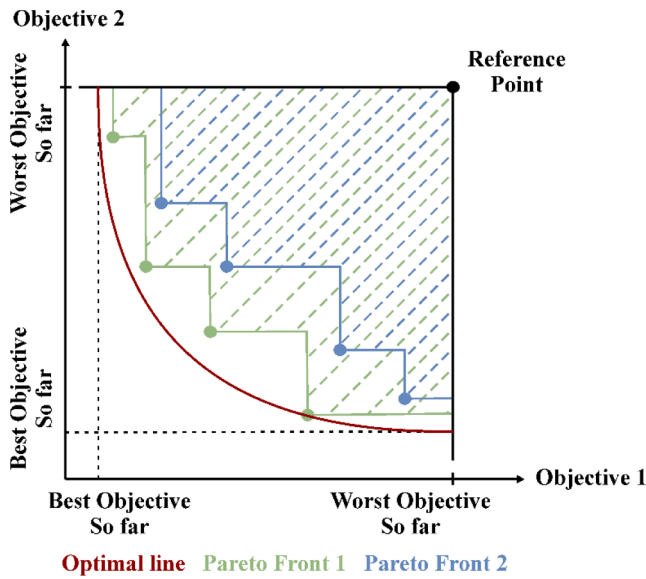 Objective 2
Reference
Point
Worst Objective
So far
Best Objective
So far
Objective 1
Best Objective
So far
Worst Objective
So far
Optimal line Pareto Front 1 Pareto Front 2